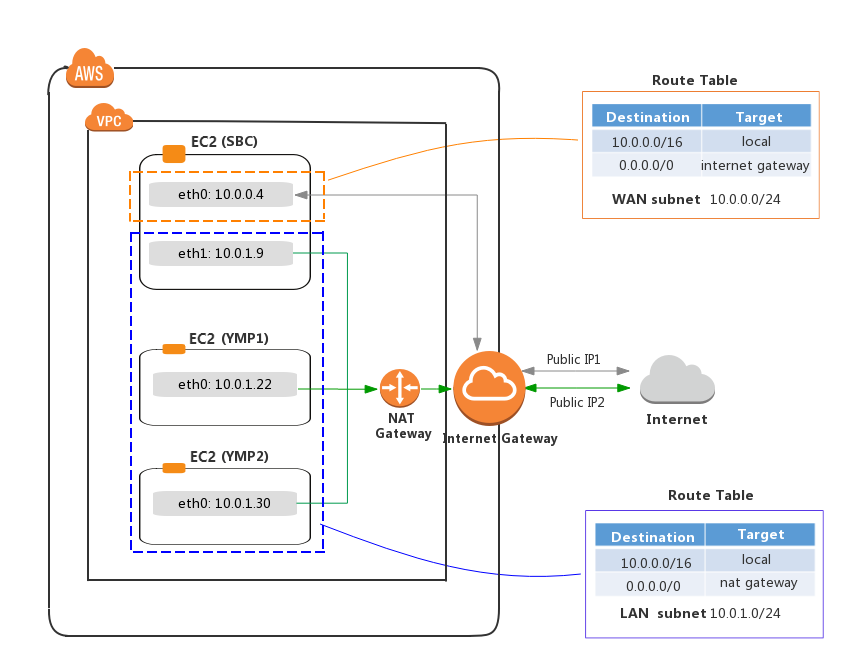 AWS
VPC
EC2 (SBC)
eth0: 10.0.0.4
eth1: 10.0.1.9
EC2 (YMP1)
eth0: 10.0.1.22
EC2 (YMP2)
eth0: 10.0.1.30
NAT
Gateway
Internet Gateway
Public IP1
Public IP2
Internet
Route Table
Destination Target
10.0.0.0/16 local
0.0.0.0/0 internet gateway
WAN subnet 10.0.0.0/24
Route Table
Destination Target
10.0.0.0/16 local
0.0.0.0/0 nat gateway
LAN subnet 10.0.1.0/24